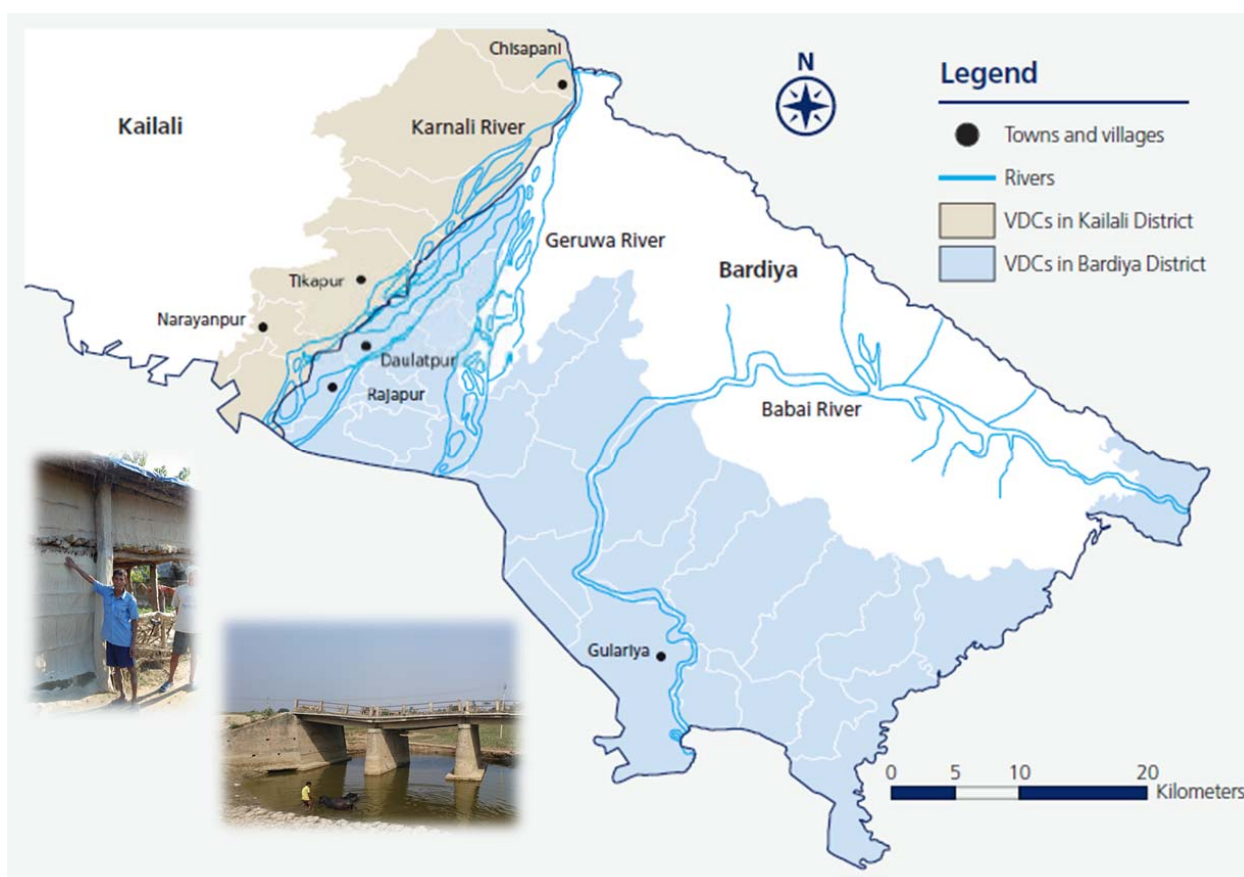 Chisapani
N
Legend
Kailali
Karnali River
Towns and villages
Rivers
VDCs in Kailali District
Geruwa River
VDCs in Bardiya District
Bardiya
Tikapur
Narayanpur
Daulatpur
Rajapur
Babai River
Gulariya
0 5 10 20
Kilometers